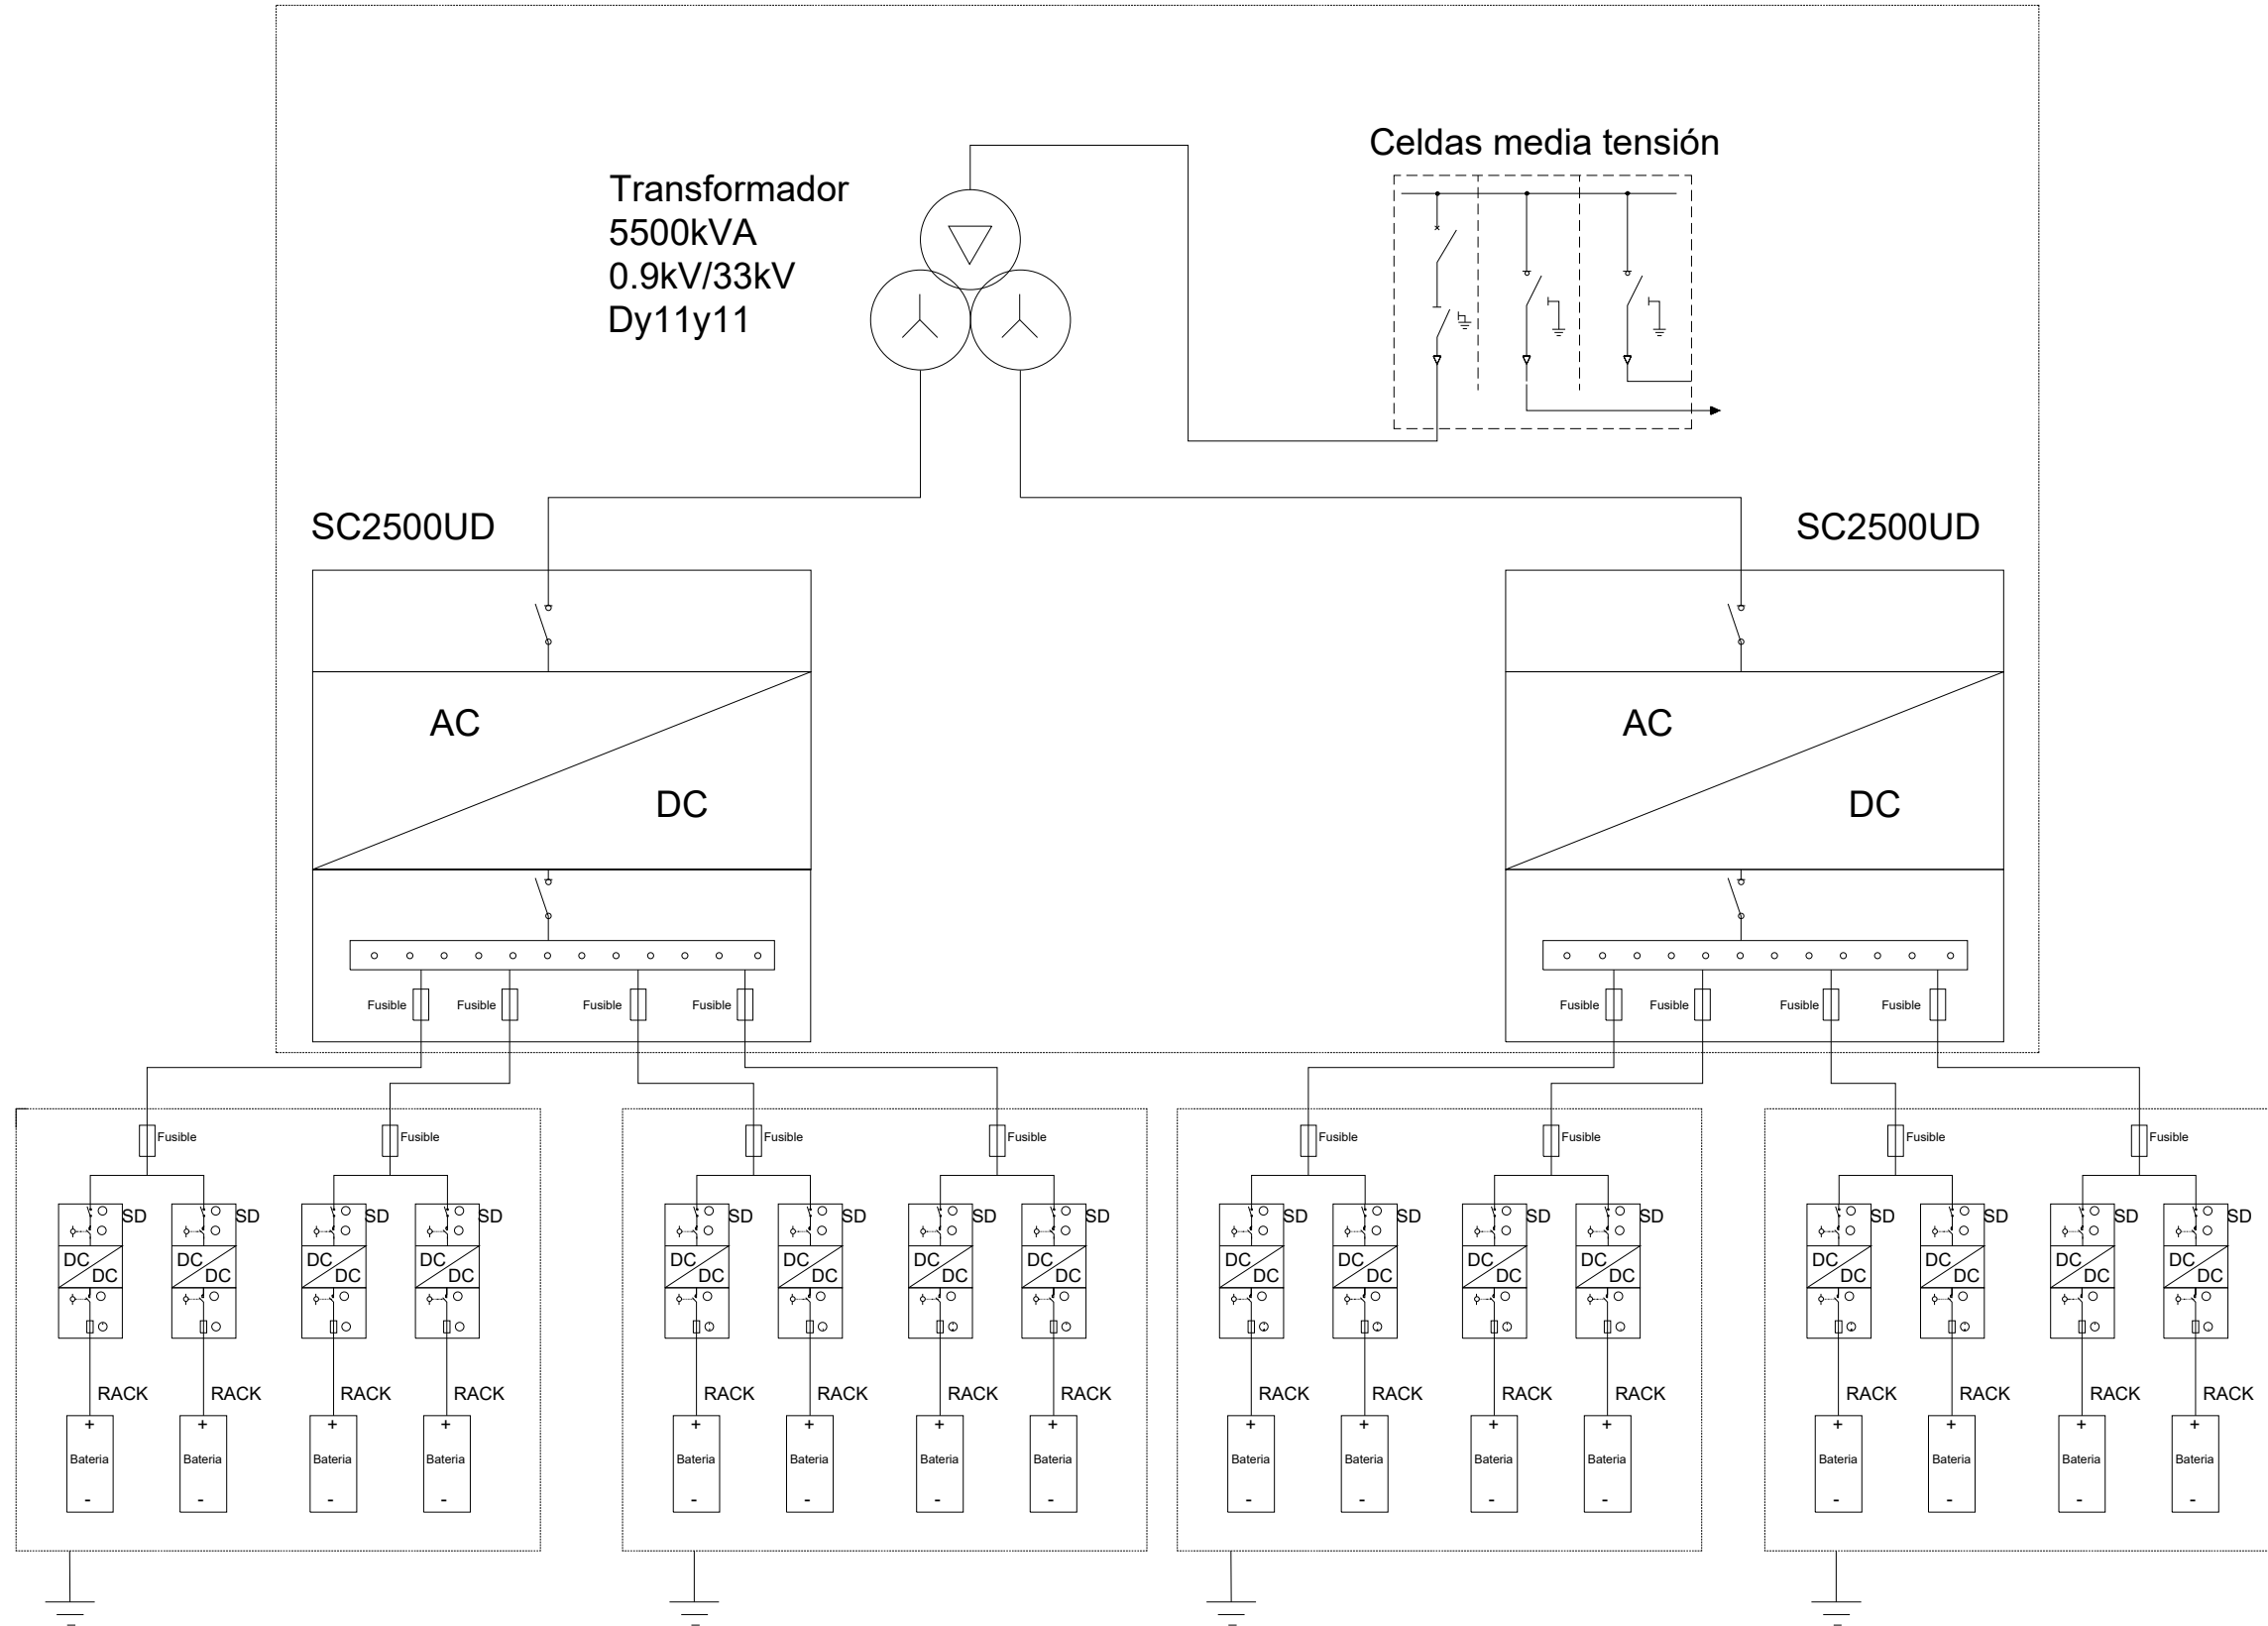 Celdas media tensión
Transformador
5500kVA
0.9kV/33kV
Dy11y11
SC2500UD
SC2500UD
AC
DC
AC
DC
Fusible Fusible Fusible Fusible
Fusible Fusible Fusible Fusible
Fusible Fusible Fusible Fusible Fusible Fusible Fusible Fusible
SD SD SD SD SD SD SD SD SD SD SD SD SD SD SD SD
DC DC DC DC DC DC DC DC DC DC DC DC DC DC DC DC
DC DC DC DC DC DC DC DC DC DC DC DC DC DC DC DC
RACK RACK RACK RACK RACK RACK RACK RACK RACK RACK RACK RACK RACK RACK RACK RACK
+ + + + + + + + + + + + + + + +
Bateria Bateria Bateria Bateria Bateria Bateria Bateria Bateria Bateria Bateria Bateria Bateria Bateria Bateria Bateria Bateria
- - - - - - - - - - - - - - - -